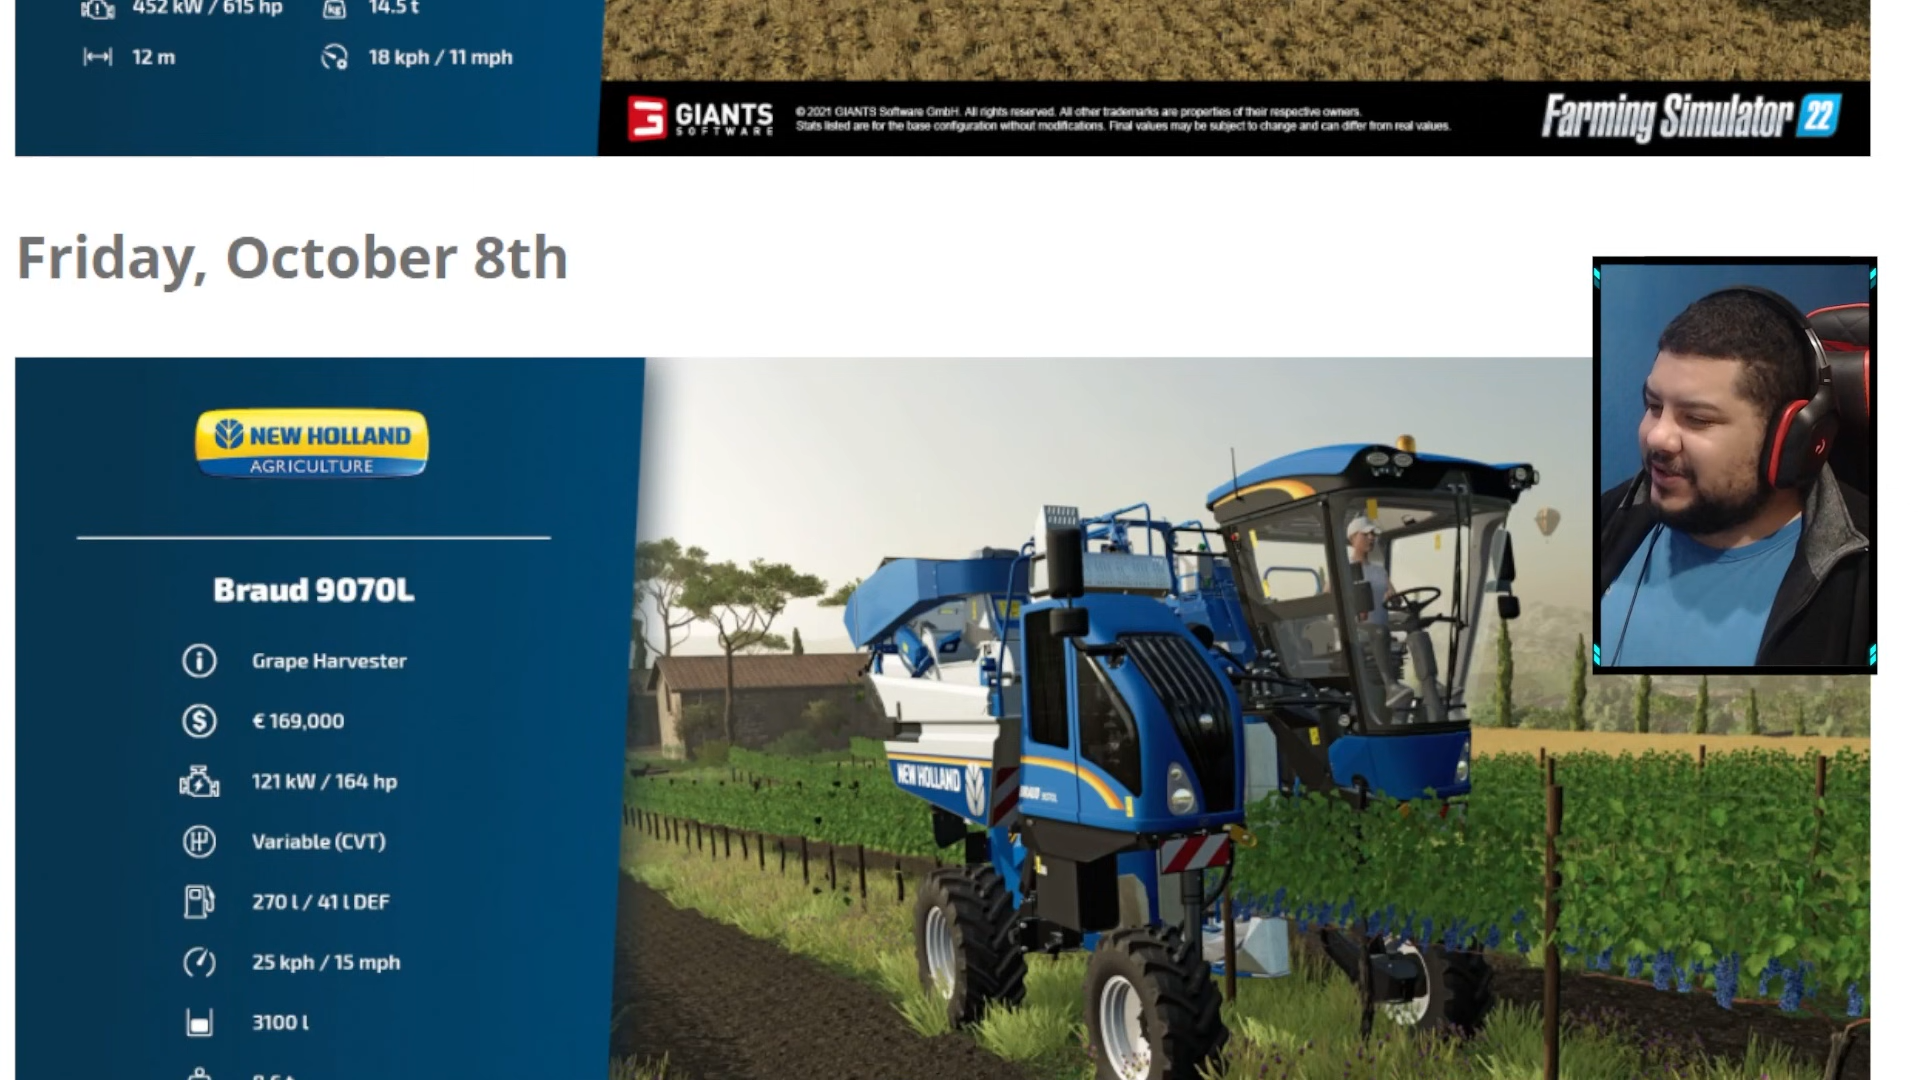 452 kW / 615 hp
14.5 t
12 m
18 kph / 11 mph
GIANTS
SOFTWARE
© 2021 GIANTS Software GmbH. All rights reserved. All other trademarks are properties of their respective owners.
Stats listed are for the base configuration without modifications. Final values may be subject to change and can differ from real values.
Farming Simulator 22
Friday, October 8th
NEW HOLLAND
AGRICULTURE
Braud 9070L
Grape Harvester
€ 169,000
121 kW / 164 hp
Variable (CVT)
270 l / 41 l DEF
25 kph / 15 mph
3100 l
NEW HOLLAND